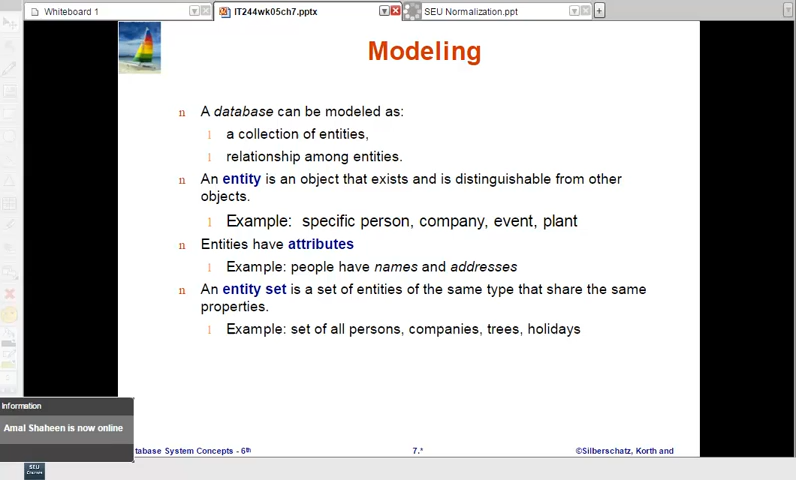 Whiteboard 1
IT244wk05ch7.pptx
SEU Normalization.ppt
Modeling
n A database can be modeled as:
l a collection of entities,
l relationship among entities.
n An entity is an object that exists and is distinguishable from other
objects.
l Example: specific person, company, event, plant
n Entities have attributes
l Example: people have names and addresses
n An entity set is a set of entities of the same type that share the same
properties.
l Example: set of all persons, companies, trees, holidays
Information
Amal Shaheen is now online
tabase System Concepts - 6th
7.*
©Silberschatz, Korth and
SEU